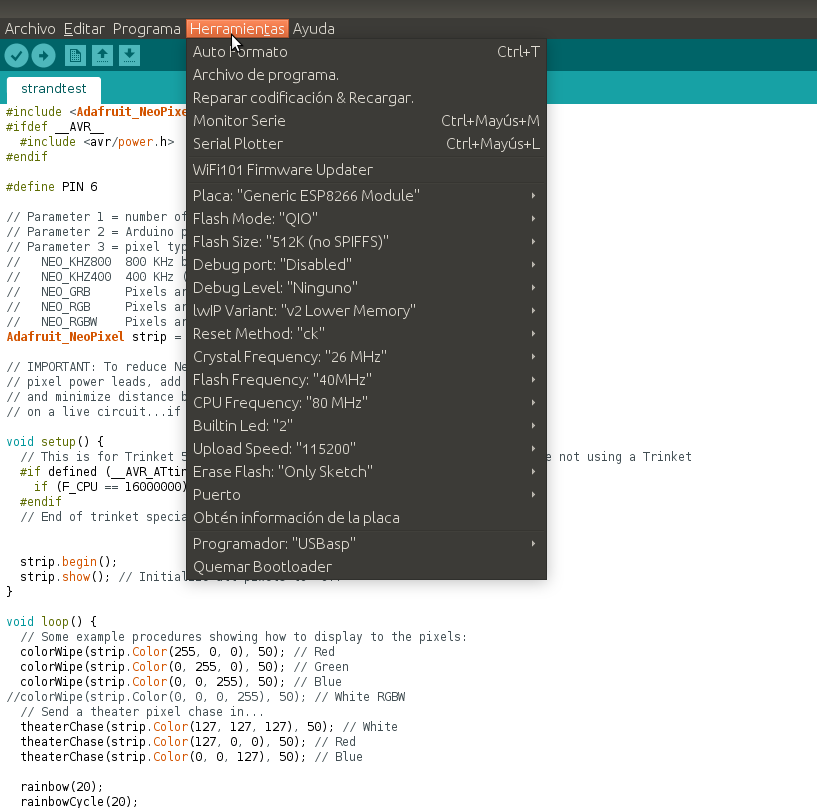 Archivo Editar Programa Herramientas Ayuda
strandtest
Auto Formato Ctrl+T
Archivo de programa.
Reparar codificación & Recargar.
Monitor Serie Ctrl+Mayús+M
Serial Plotter Ctrl+Mayús+L
WiFi101 Firmware Updater
Placa: "Generic ESP8266 Module"
Flash Mode: "QIO"
Flash Size: "512K (no SPIFFS)"
Debug port: "Disabled"
Debug Level: "Ninguno"
lwIP Variant: "v2 Lower Memory"
Reset Method: "ck"
Crystal Frequency: "26 MHz"
Flash Frequency: "40MHz"
CPU Frequency: "80 MHz"
Builtin Led: "2"
Upload Speed: "115200"
Erase Flash: "Only Sketch"
Puerto
Obtén información de la placa
Programador: "USBasp"
Quemar Bootloader
#include <Adafruit_NeoPixe
#ifdef __AVR__
#include <avr/power.h>
#endif
#define PIN 6
// Parameter 1 = number of
// Parameter 2 = Arduino p
// Parameter 3 = pixel typ
// NEO_KHZ800 800 KHz b
// NEO_KHZ400 400 KHz (
// NEO_GRB Pixels ar
// NEO_RGB Pixels ar
// NEO_RGBW Pixels ar
Adafruit_NeoPixel strip =
// IMPORTANT: To reduce Ne
// pixel power leads, add
// and minimize distance b
// on a live circuit...if
void setup() {
// This is for Trinket 5 e not using a Trinket
#if defined (__AVR_ATtin
if (F_CPU == 16000000)
#endif
// End of trinket specia
strip.begin();
strip.show(); // Initialize all pixels to 'off'
}
void loop() {
// Some example procedures showing how to display to the pixels:
colorWipe(strip.Color(255, 0, 0), 50); // Red
colorWipe(strip.Color(0, 255, 0), 50); // Green
colorWipe(strip.Color(0, 0, 255), 50); // Blue
//colorWipe(strip.Color(0, 0, 0, 255), 50); // White RGBW
// Send a theater pixel chase in...
theaterChase(strip.Color(127, 127, 127), 50); // White
theaterChase(strip.Color(127, 0, 0), 50); // Red
theaterChase(strip.Color(0, 0, 127), 50); // Blue
rainbow(20);
rainbowCycle(20);